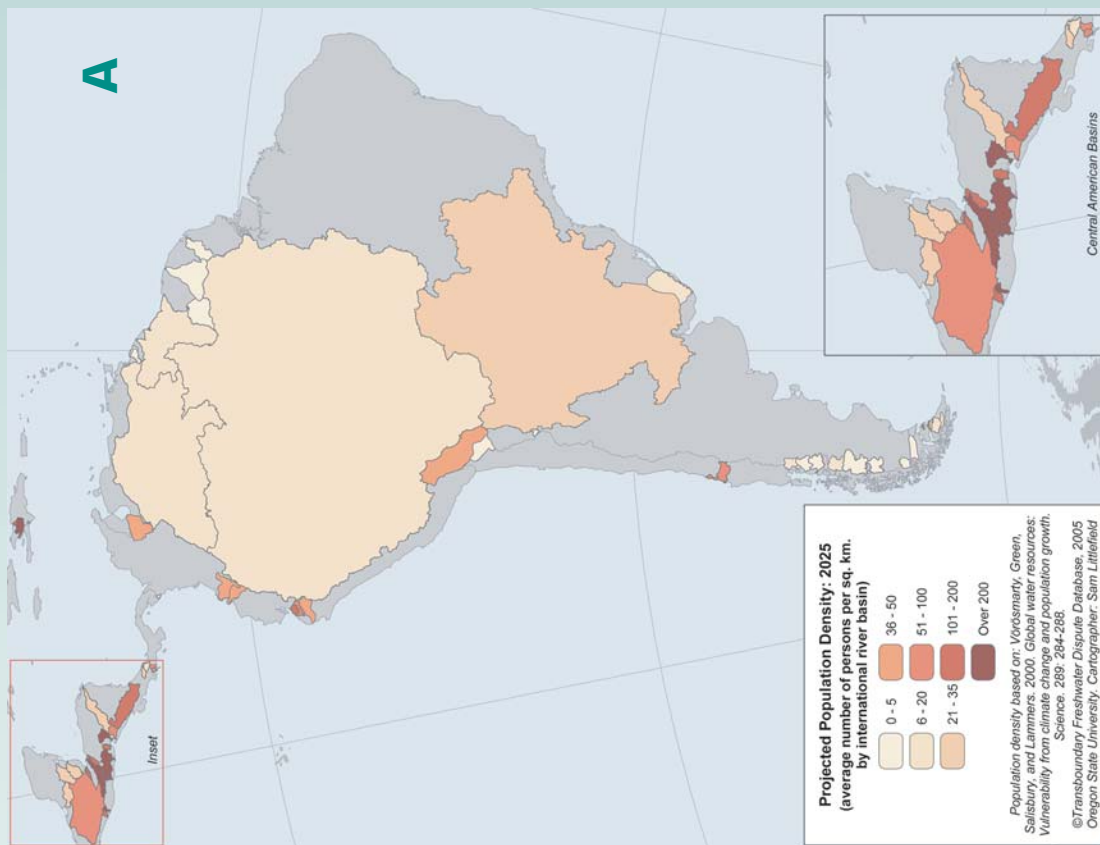 A
Inset
Projected Population Density: 2025
(average number of persons per sq. km.
by international river basin)
0 - 5
6 - 20
21 - 35
36 - 50
51 - 100
101 - 200
Over 200
Population density based on: Vörösmarty, Green,
Salisbury, and Lammers. 2000. Global water resources:
Vulnerability from climate change and population growth.
Science. 289: 284-288.
©Transboundary Freshwater Dispute Database, 2005
Oregon State University. Cartographer: Sam Littlefield
Central American Basins